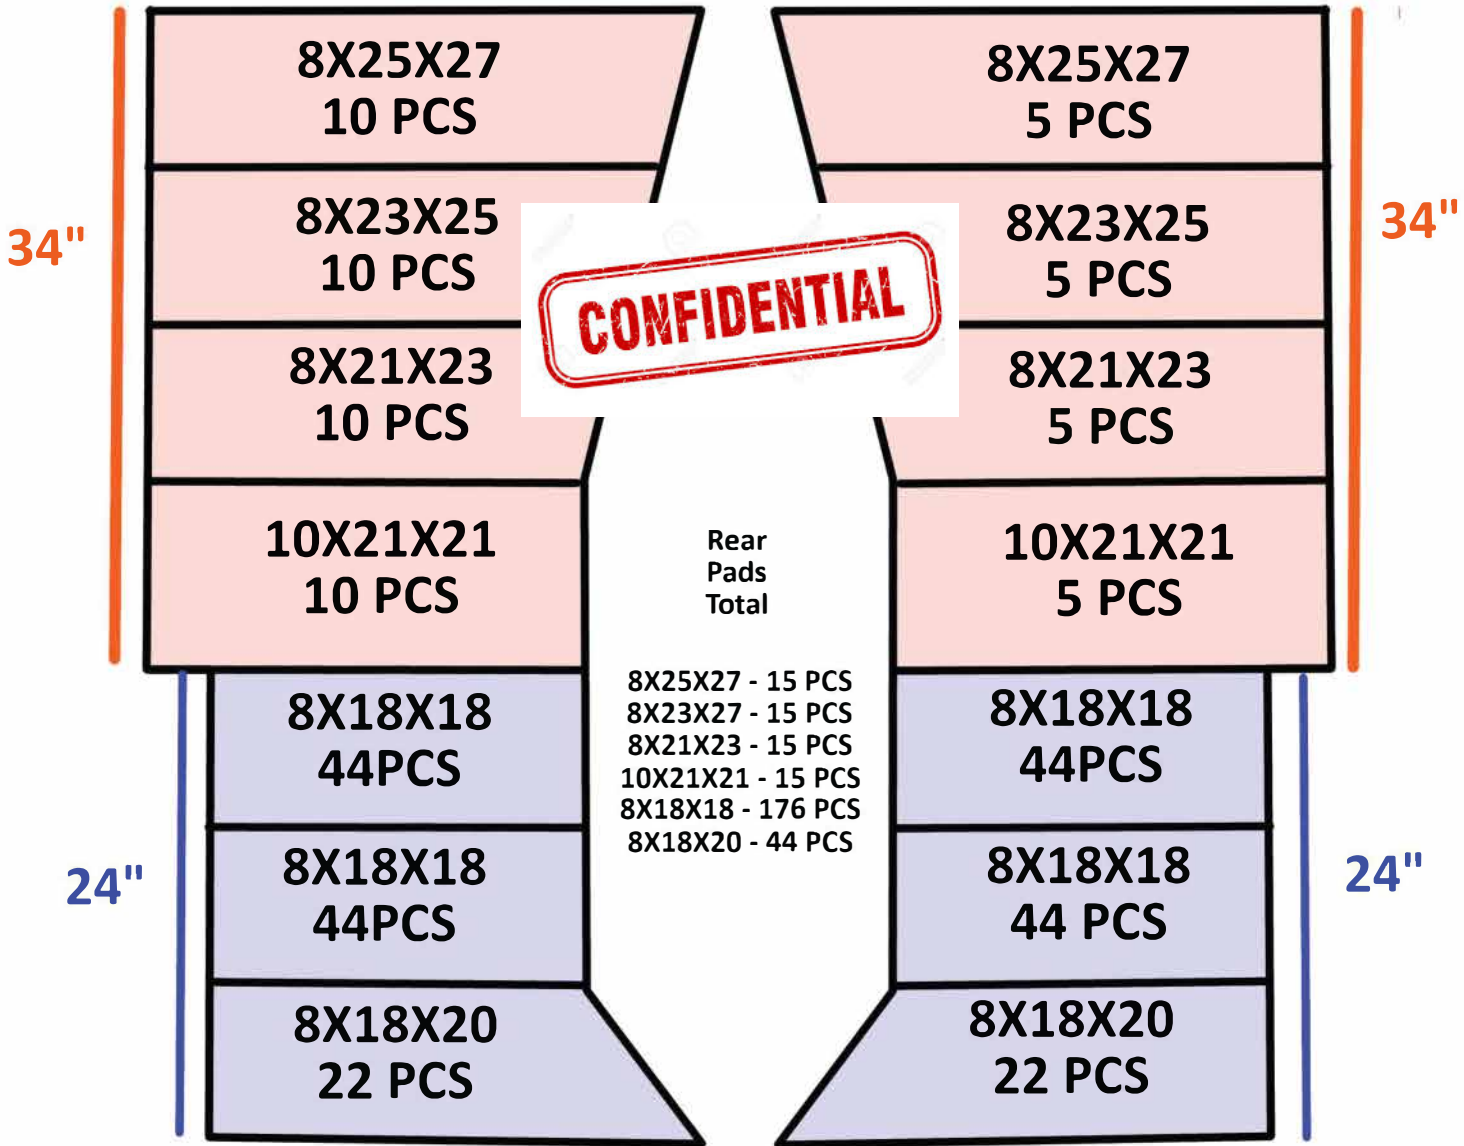 8X25X27
10 PCS
8X25X27
5 PCS
8X23X25
10 PCS
8X23X25
5 PCS
34"
34"
CONFIDENTIAL
8X21X23
10 PCS
8X21X23
5 PCS
10X21X21
10 PCS
10X21X21
5 PCS
Rear
Pads
Total
8X25X27 - 15 PCS
8X23X27 - 15 PCS
8X21X23 - 15 PCS
10X21X21 - 15 PCS
8X18X18 - 176 PCS
8X18X20 - 44 PCS
8X18X18
44PCS
8X18X18
44PCS
24"
24"
8X18X18
44PCS
8X18X18
44 PCS
8X18X20
22 PCS
8X18X20
22 PCS